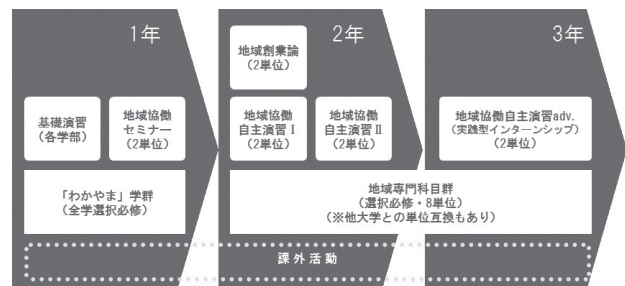 1年
基礎演習
(各学部)
地域協働
セミナー
(2単位)
「わかやま」学群
(全学選択必修)
2年
地域創業論
(2単位)
地域協働
自主演習Ⅰ
(2単位)
地域協働
自主演習Ⅱ
(2単位)
3年
地域協働自主演習adv.
(実践型インターンシップ)
(2単位)
地域専門科目群
(選択必修・8単位)
(※他大学との単位互換もあり)
課外活動